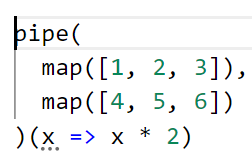 pipe(
  map([1, 2, 3]),
  map([4, 5, 6])
)(x => x * 2)